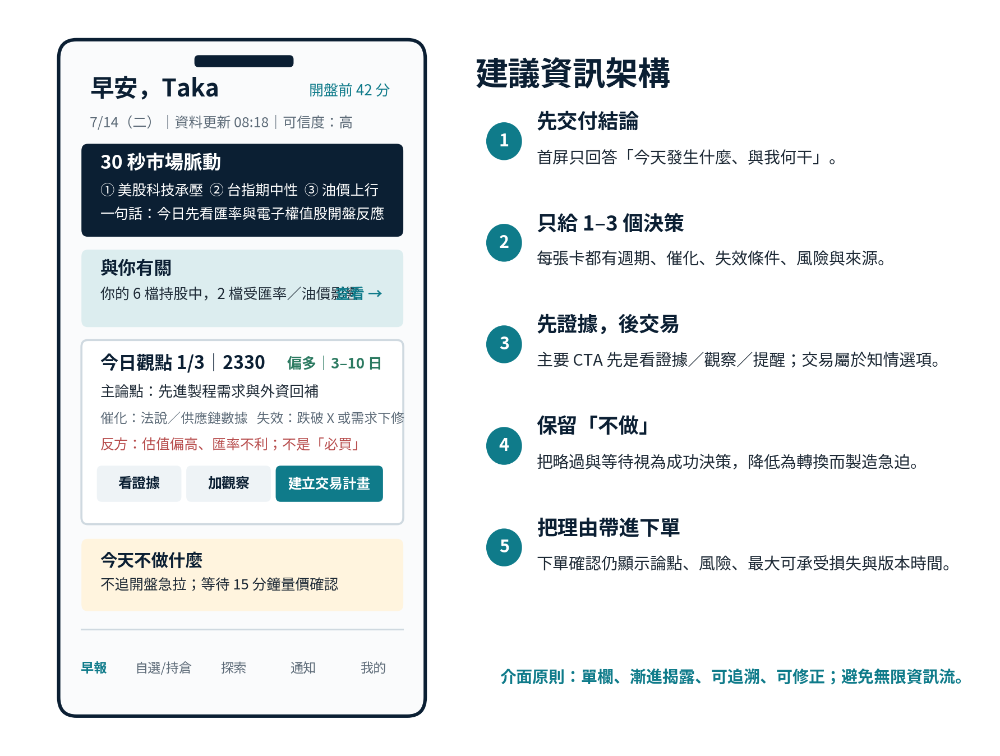 早安，Taka
開盤前 42 分
7/14（二）｜資料更新 08:18｜可信度：高
30 秒市場脈動
① 美股科技承壓 ② 台指期中性 ③ 油價上行
一句話：今日先看匯率與電子權值股開盤反應
與你有關
你的 6 檔持股中，2 檔受匯率／油價影響
查看 →
今日觀點 1/3｜2330
偏多｜3–10 日
主論點：先進製程需求與外資回補
催化：法說／供應鏈數據 失效：跌破 X 或需求下修
反方：估值偏高、匯率不利；不是「必買」
看證據
加觀察
建立交易計畫
今天不做什麼
不追開盤急拉；等待 15 分鐘量價確認
早報
自選/持倉
探索
通知
我的
建議資訊架構
1
先交付結論
首屏只回答「今天發生什麼、與我何干」。
2
只給 1–3 個決策
每張卡都有週期、催化、失效條件、風險與來源。
3
先證據，後交易
主要 CTA 先是看證據／觀察／提醒；交易屬於知情選項。
4
保留「不做」
把略過與等待視為成功決策，降低為轉換而製造急迫。
5
把理由帶進下單
下單確認仍顯示論點、風險、最大可承受損失與版本時間。
介面原則：單欄、漸進揭露、可追溯、可修正；避免無限資訊流。